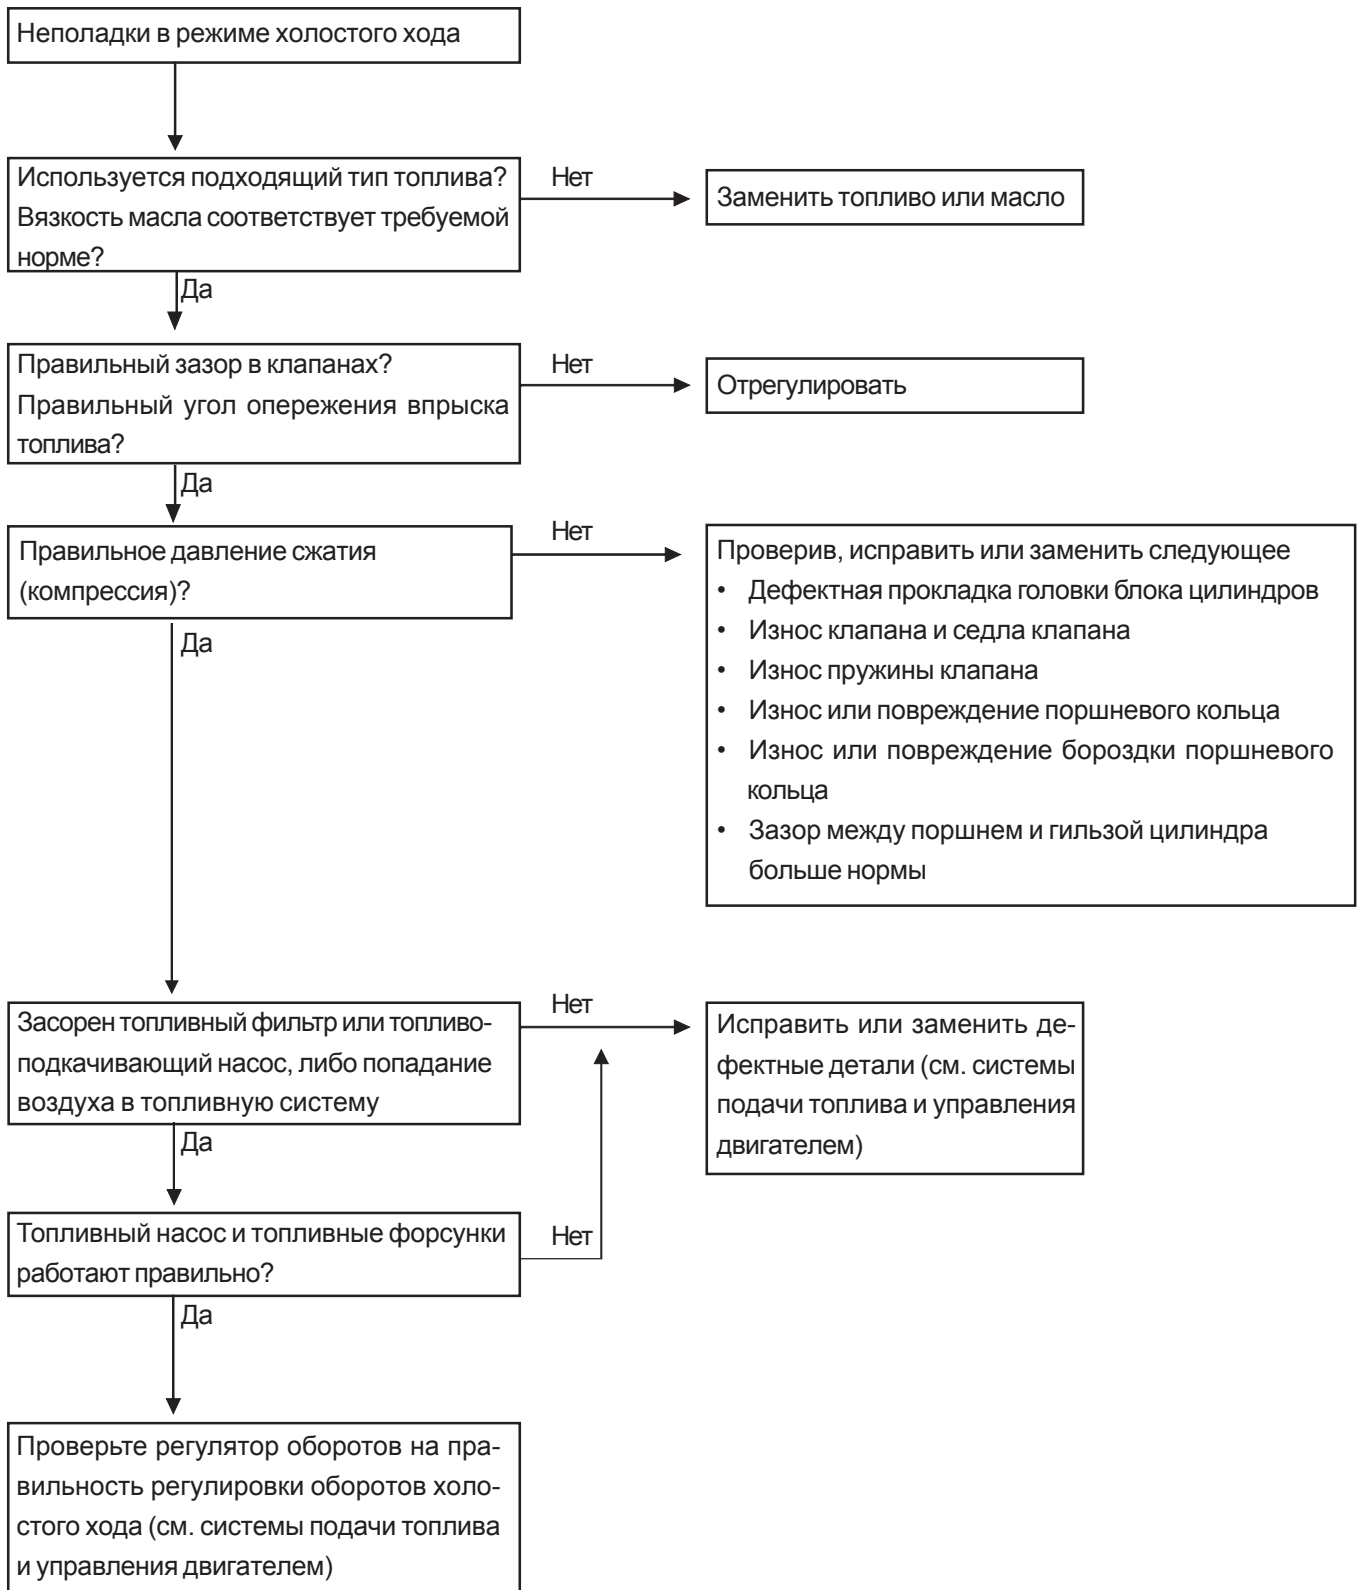 Неполадки в режиме холостого хода
Используется подходящий тип топлива?
Вязкость масла соответствует требуемой
норме?
Нет
Заменить топливо или масло
Да
Правильный зазор в клапанах?
Правильный угол опережения впрыска
топлива?
Нет
Отрегулировать
Да
Правильное давление сжатия
(компрессия)?
Нет
Проверив, исправить или заменить следующее
• Дефектная прокладка головки блока цилиндров
• Износ клапана и седла клапана
• Износ пружины клапана
• Износ или повреждение поршневого кольца
• Износ или повреждение бороздки поршневого
кольца
• Зазор между поршнем и гильзой цилиндра
больше нормы
Да
Засорен топливный фильтр или топливо-
подкачивающий насос, либо попадание
воздуха в топливную систему
Нет
Исправить или заменить де-
фектные детали (см. системы
подачи топлива и управления
двигателем)
Да
Топливный насос и топливные форсунки
работают правильно?
Нет
Да
Проверьте регулятор оборотов на пра-
вильность регулировки оборотов холо-
стого хода (см. системы подачи топлива
и управления двигателем)